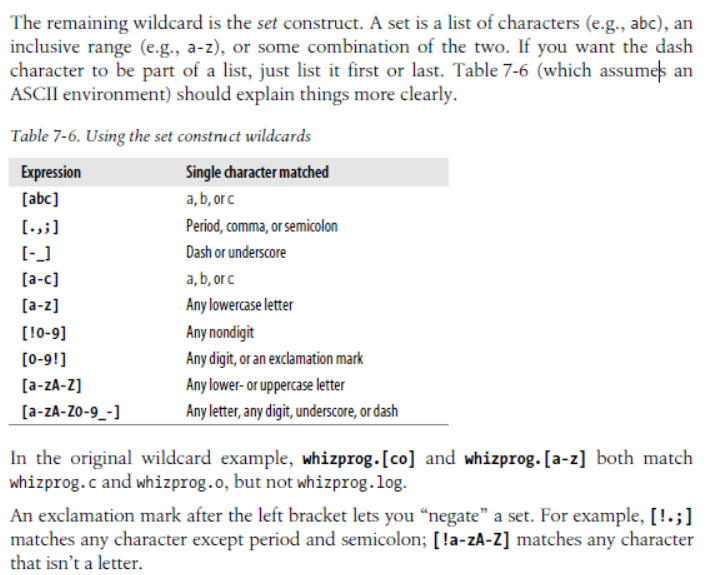 The remaining wildcard is the set construct. A set is a list of characters (e.g., abc), an
inclusive range (e.g., a-z), or some combination of the two. If you want the dash
character to be part of a list, just list it first or last. Table 7-6 (which assumes an
ASCII environment) should explain things more clearly.
Table 7-6. Using the set construct wildcards
Expression Single character matched
[abc] a, b, or c
[.,;] Period, comma, or semicolon
[-_] Dash or underscore
[a-c] a, b, or c
[a-z] Any lowercase letter
[!0-9] Any nondigit
[0-9!] Any digit, or an exclamation mark
[a-zA-Z] Any lower- or uppercase letter
[a-zA-Z0-9_-] Any letter, any digit, underscore, or dash
In the original wildcard example, whizprog.[co] and whizprog.[a-z] both match
whizprog.c and whizprog.o, but not whizprog.log.
An exclamation mark after the left bracket lets you “negate” a set. For example, [!.;]
matches any character except period and semicolon; [!a-zA-Z] matches any character
that isn’t a letter.